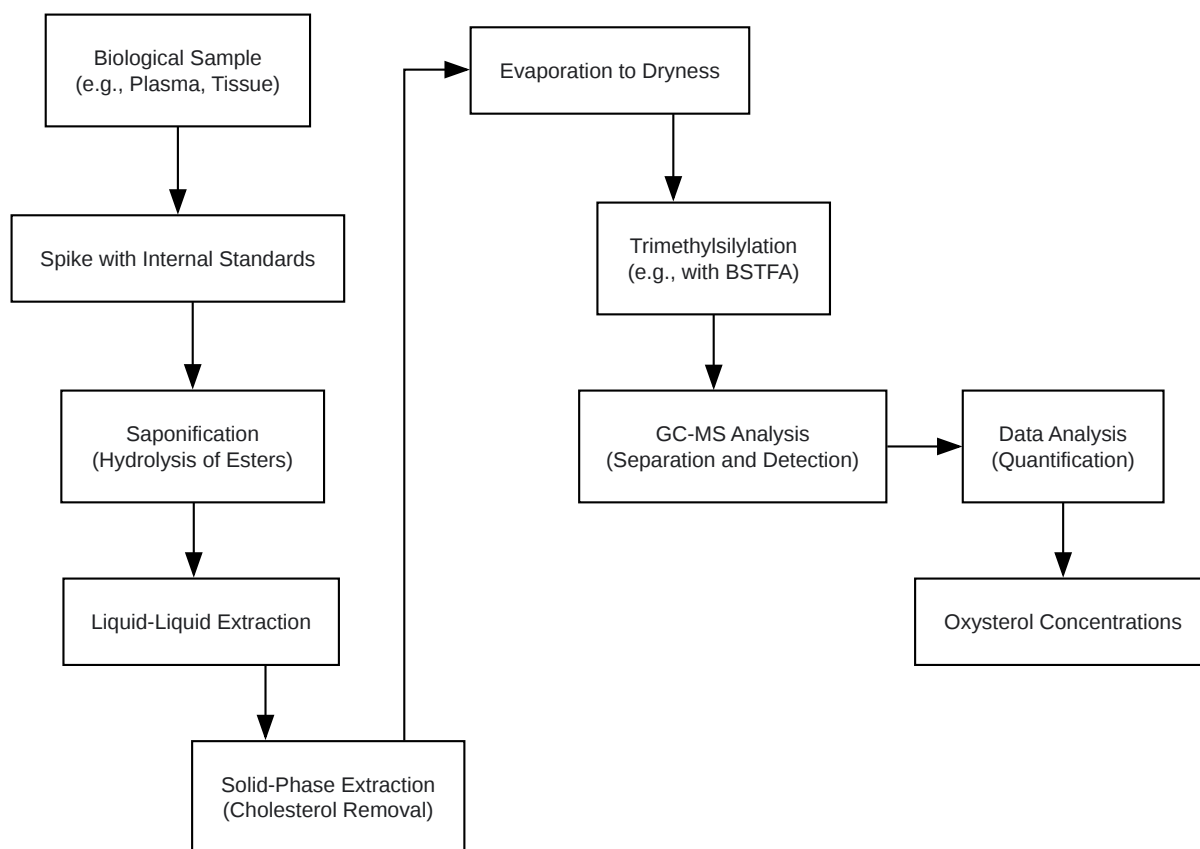 Biological Sample
(e.g., Plasma, Tissue)
Spike with Internal Standards
Saponification
(Hydrolysis of Esters)
Liquid-Liquid Extraction
Solid-Phase Extraction
(Cholesterol Removal)
Evaporation to Dryness
Trimethylsilylation
(e.g., with BSTFA)
GC-MS Analysis
(Separation and Detection)
Data Analysis
(Quantification)
Oxysterol Concentrations